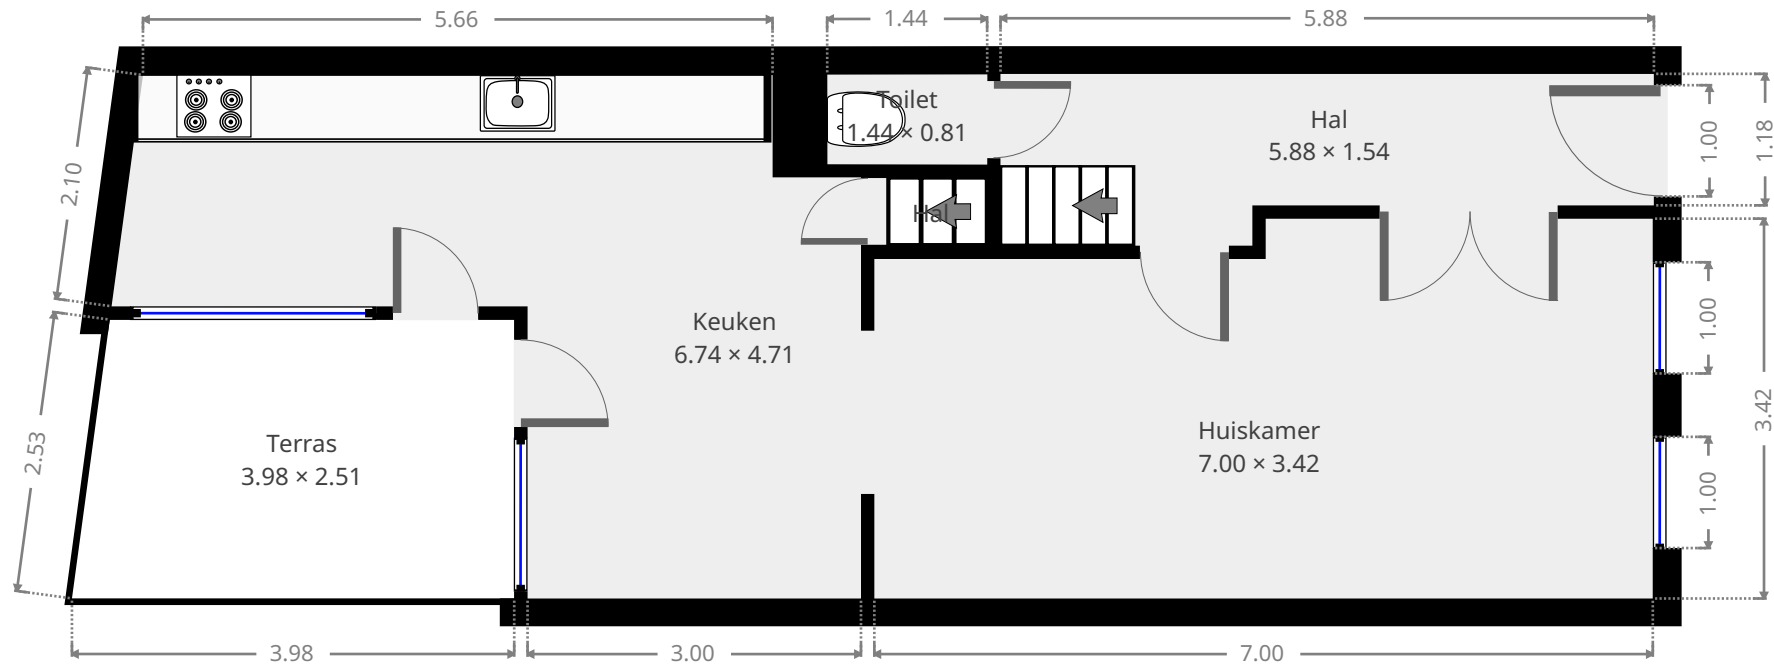 5.66
1.44
5.88
Toilet
1.44 × 0.81
Hal
5.88 × 1.54
1.00
1.18
2.10
Hal
Keuken
6.74 × 4.71
1.00
3.42
Terras
3.98 × 2.51
2.53
Huiskamer
7.00 × 3.42
1.00
3.98
3.00
7.00